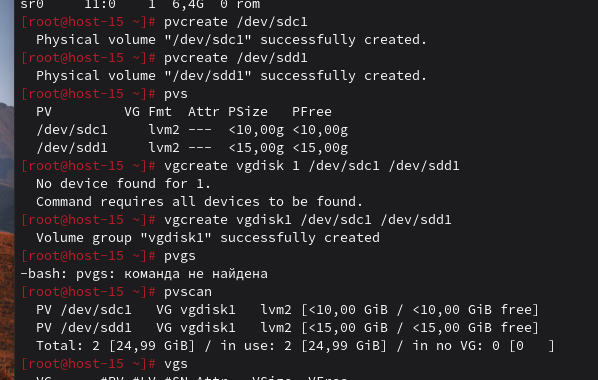 sr0 11:0 1 6,4G 0 rom
[root@host-15 ~]# pvcreate /dev/sdc1
Physical volume "/dev/sdc1" successfully created.
[root@host-15 ~]# pvcreate /dev/sdd1
Physical volume "/dev/sdd1" successfully created.
[root@host-15 ~]# pvs
PV VG Fmt Attr PSize PFree
/dev/sdc1 lvm2 --- <10,00g <10,00g
/dev/sdd1 lvm2 --- <15,00g <15,00g
[root@host-15 ~]# vgcreate vgdisk 1 /dev/sdc1 /dev/sdd1
No device found for 1.
Command requires all devices to be found.
[root@host-15 ~]# vgcreate vgdisk1 /dev/sdc1 /dev/sdd1
Volume group "vgdisk1" successfully created
[root@host-15 ~]# pvgs
-bash: pvgs: команда не найдена
[root@host-15 ~]# pvscan
PV /dev/sdc1 VG vgdisk1 lvm2 [<10,00 GiB / <10,00 GiB free]
PV /dev/sdd1 VG vgdisk1 lvm2 [<15,00 GiB / <15,00 GiB free]
Total: 2 [24,99 GiB] / in use: 2 [24,99 GiB] / in no VG: 0 [0 ]
[root@host-15 ~]# vgs
VG #PV #LV #SN Attr VSize VFree